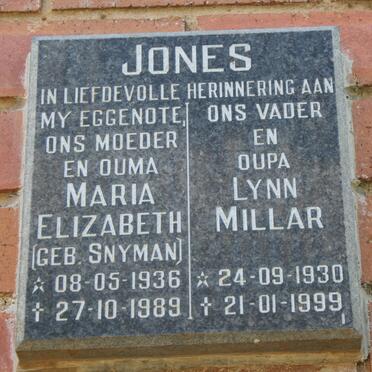 JONES
IN LIEFDEVOLLE HERINNERING AAN
MY EGGENOTE,
ONS MOEDER
EN OUMA
MARIA
ELIZABETH
(GEB. SNYMAN)
☆ 08-05-1936
✝ 27-10-1989
ONS VADER
EN
OUPA
LYNN
MILLAR
☆ 24-09-1930
✝ 21-01-1999